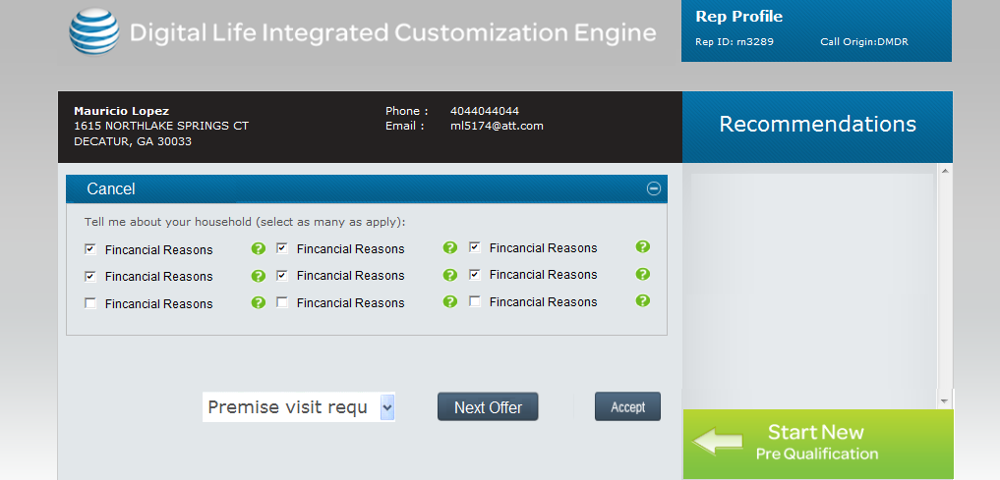 Digital Life Integrated Customization Engine
Rep Profile
Rep ID: rn3289 Call Origin:DMDR
Mauricio Lopez
1615 NORTHLAKE SPRINGS CT
DECATUR, GA 30033
Phone : 4044044044
Email : ml5174@att.com
Recommendations
Cancel
Tell me about your household (select as many as apply):
Fincancial Reasons ? Fincancial Reasons ? Fincancial Reasons ?
Fincancial Reasons ? Fincancial Reasons ? Fincancial Reasons ?
Fincancial Reasons ? Fincancial Reasons ? Fincancial Reasons ?
Premise visit requ
Next Offer
Accept
Start New
Pre Qualification